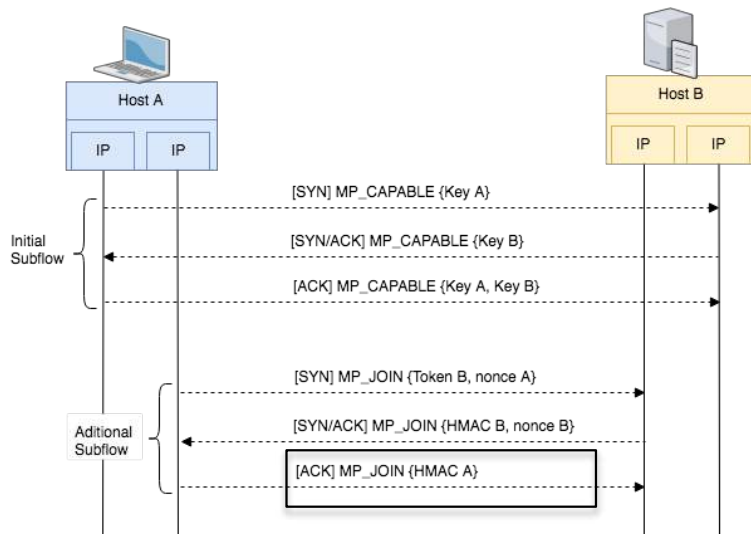 Host A
Host B
IP
IP
IP
IP
[SYN] MP_CAPABLE {Key A}
Initial
Subflow
[SYN/ACK] MP_CAPABLE {Key B}
[ACK] MP_CAPABLE {Key A, Key B}
[SYN] MP_JOIN {Token B, nonce A}
Aditional
Subflow
[SYN/ACK] MP_JOIN {HMAC B, nonce B}
[ACK] MP_JOIN {HMAC A}